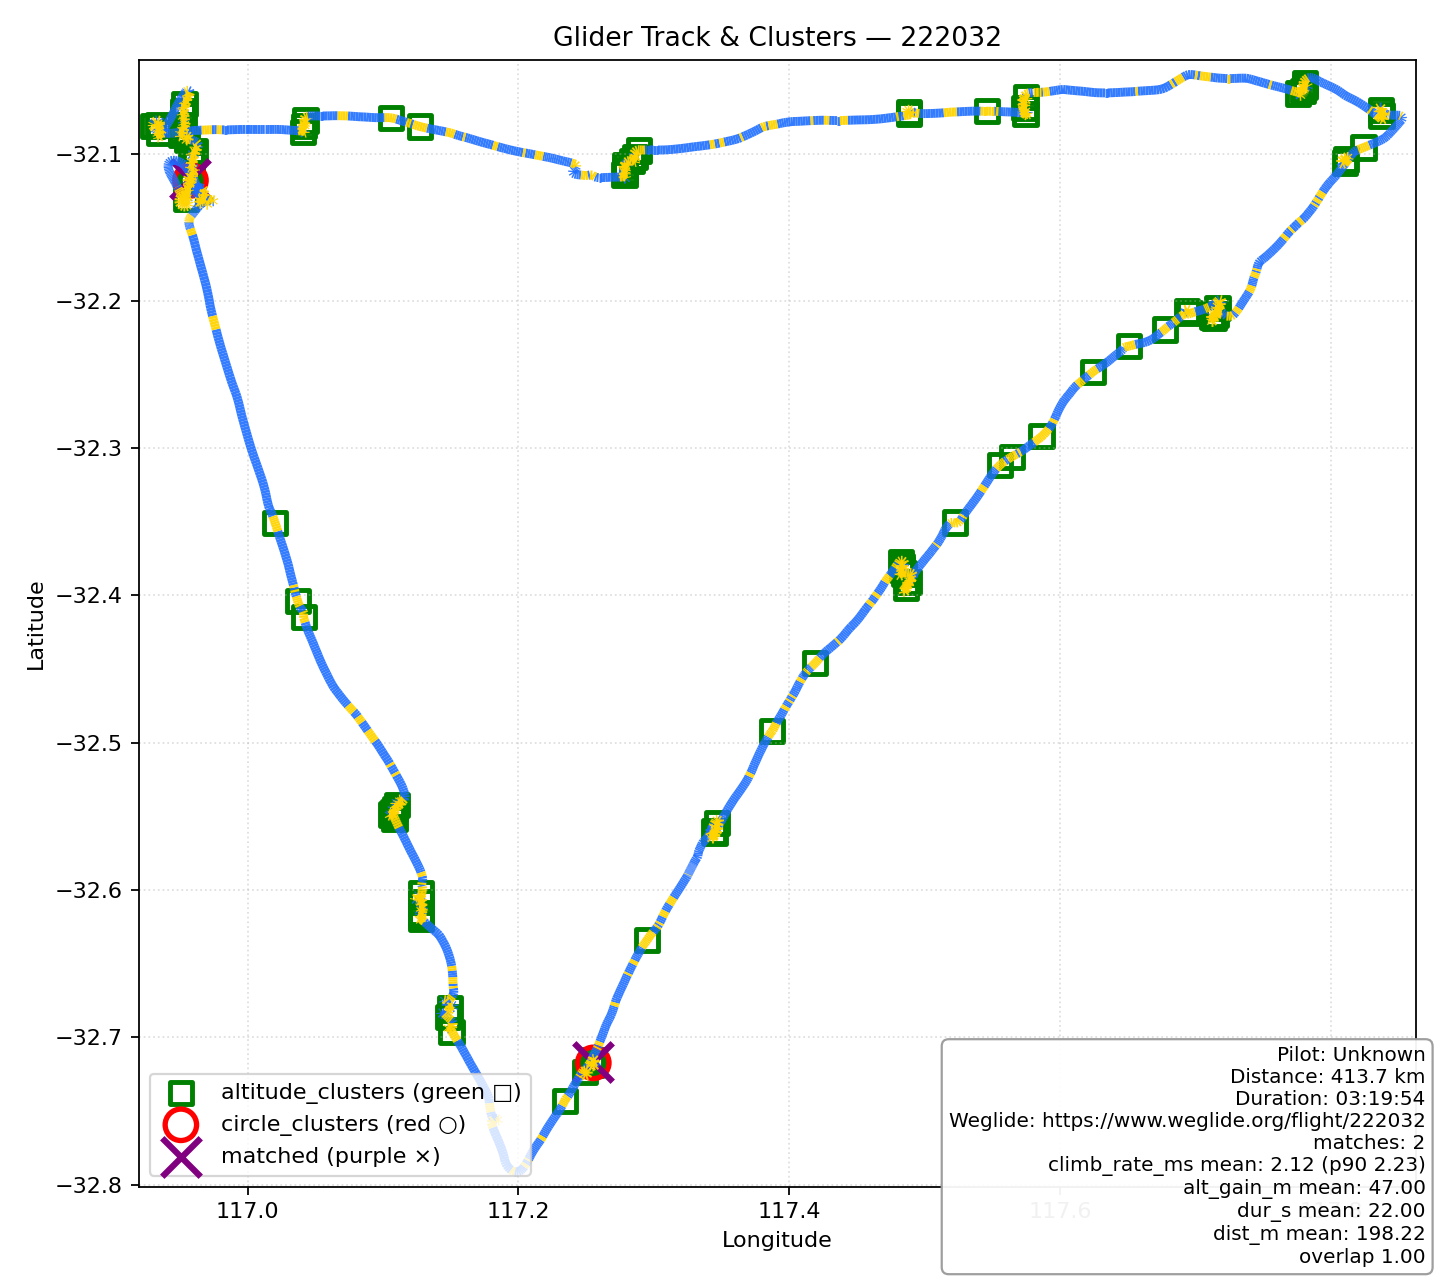 Glider Track & Clusters — 222032
−32.1
−32.2
−32.3
−32.4
−32.5
−32.6
−32.7
−32.8
Latitude
altitude_clusters (green □)
circle_clusters (red ○)
matched (purple ×)
117.0
117.2
117.4
117.6
Longitude
Pilot: Unknown
Distance: 413.7 km
Duration: 03:19:54
Weglide: https://www.weglide.org/flight/222032
matches: 2
climb_rate_ms mean: 2.12 (p90 2.23)
alt_gain_m mean: 47.00
dur_s mean: 22.00
dist_m mean: 198.22
overlap 1.00